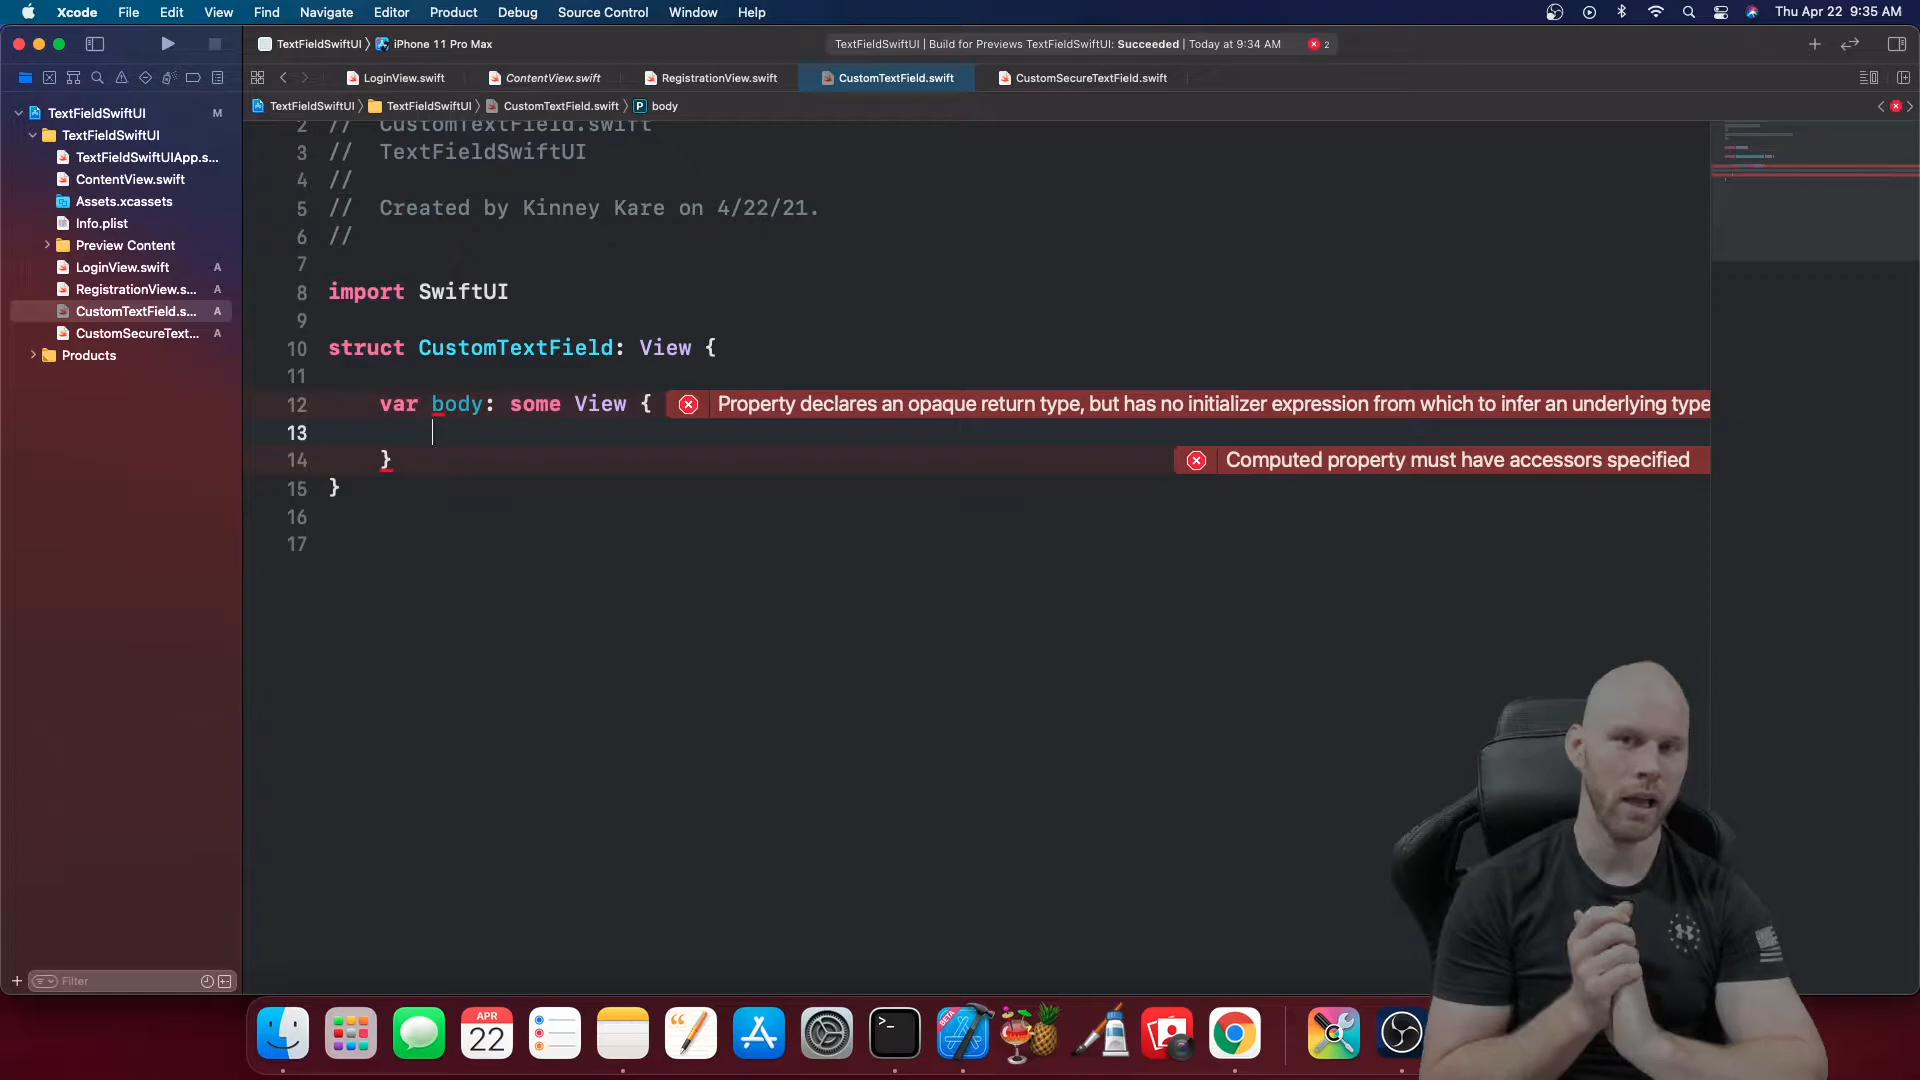 Xcode File Edit View Find Navigate Editor Product Debug Source Control Window Help Thu Apr 22 9:35 AM
TextFieldSwiftUI iPhone 11 Pro Max TextFieldSwiftUI | Build for Previews TextFieldSwiftUI: Succeeded | Today at 9:34 AM 2
LoginView.swift ContentView.swift RegistrationView.swift CustomTextField.swift CustomSecureTextField.swift
TextFieldSwiftUI TextFieldSwiftUI CustomTextField.swift P body
TextFieldSwiftUI M
TextFieldSwiftUI
TextFieldSwiftUIApp.s...
ContentView.swift
Assets.xcassets
Info.plist
Preview Content
LoginView.swift A
RegistrationView.s... A
CustomTextField.s... A
CustomSecureText... A
Products
Filter
2 // CustomTextField.swift
3 // TextFieldSwiftUI
4 //
5 // Created by Kinney Kare on 4/22/21.
6 //
7
8 import SwiftUI
9
10 struct CustomTextField: View {
11
12 var body: some View { Property declares an opaque return type, but has no initializer expression from which to infer an underlying type
13
14 } Computed property must have accessors specified
15 }
16
17
APR
22
BETA